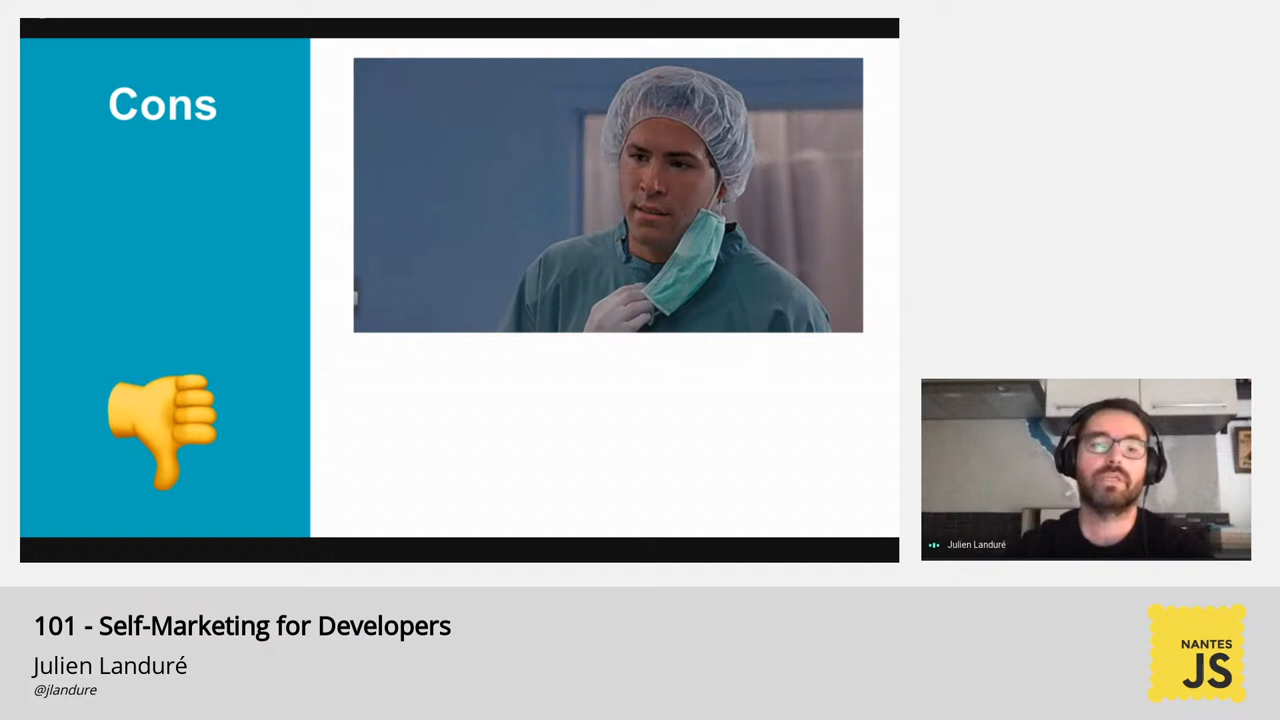 Cons
Julien Landuré
101 - Self-Marketing for Developers
Julien Landuré
@jlandure
NANTES
JS